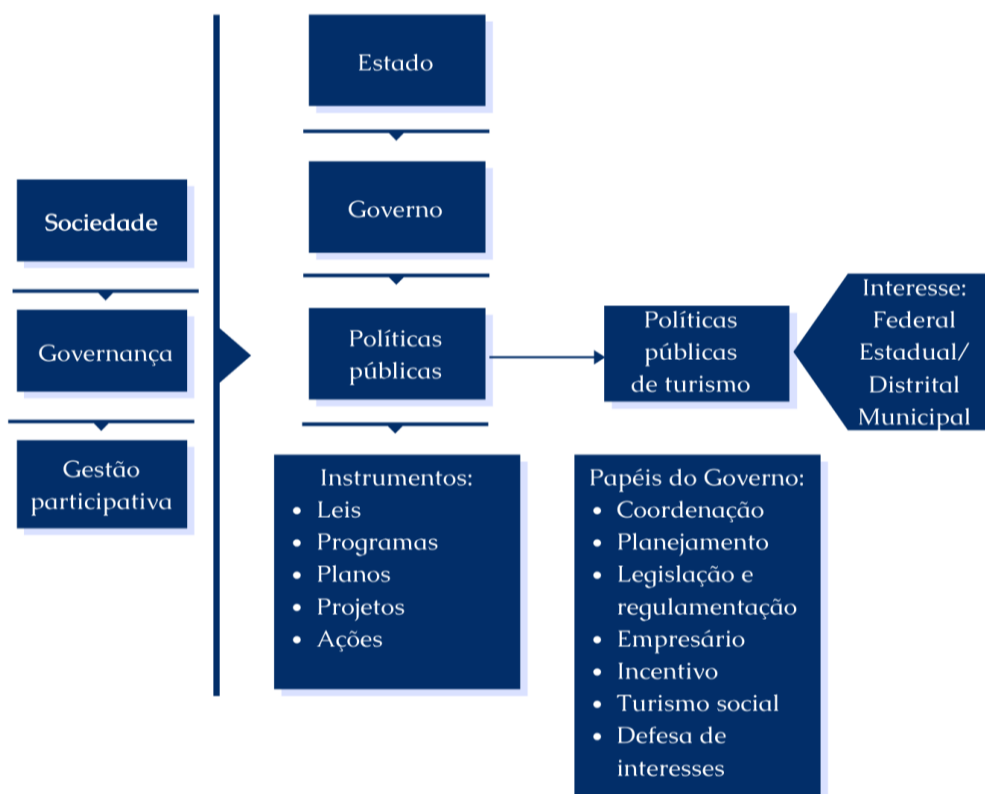 Sociedade
Governança
Gestão
participativa
Estado
Governo
Políticas
públicas
Instrumentos:
• Leis
• Programas
• Planos
• Projetos
• Ações
Políticas
públicas
de turismo
Interesse:
Federal
Estadual/
Distrital
Municipal
Papéis do Governo:
• Coordenação
• Planejamento
• Legislação e
regulamentação
• Empresário
• Incentivo
• Turismo social
• Defesa de
interesses